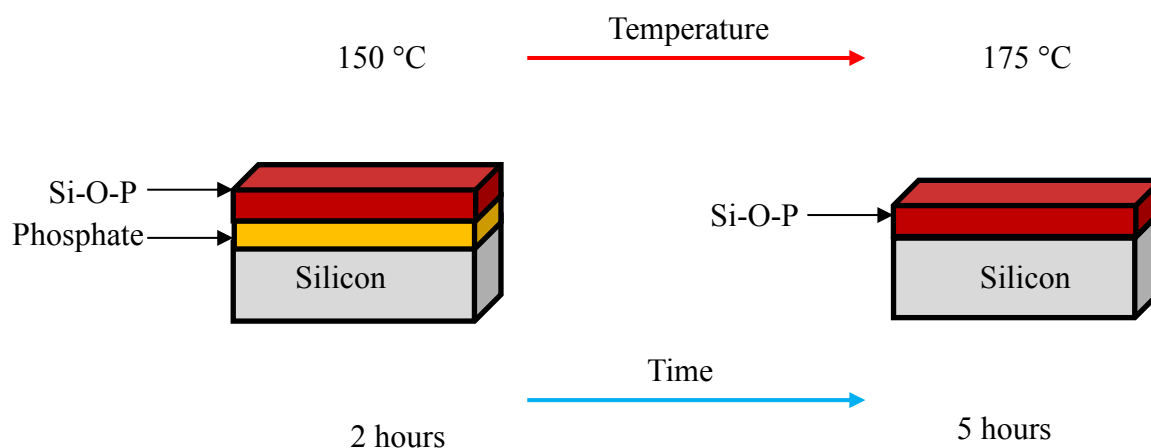 Temperature
150 °C
175 °C
Si-O-P
Phosphate
Silicon
Si-O-P
Silicon
Time
2 hours
5 hours